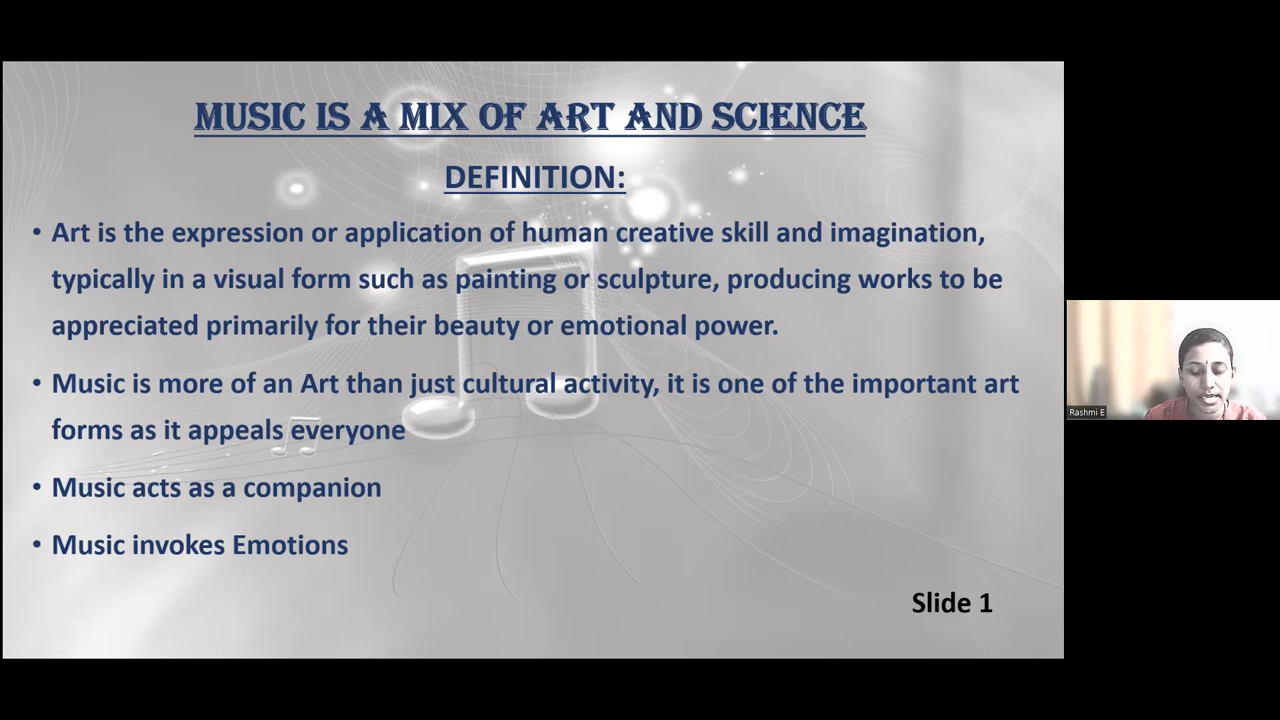 MUSIC IS A MIX OF ART AND SCIENCE
DEFINITION:
• Art is the expression or application of human creative skill and imagination,
typically in a visual form such as painting or sculpture, producing works to be
appreciated primarily for their beauty or emotional power.
• Music is more of an Art than just cultural activity, it is one of the important art
forms as it appeals everyone
• Music acts as a companion
• Music invokes Emotions
Slide 1
Rashmi E